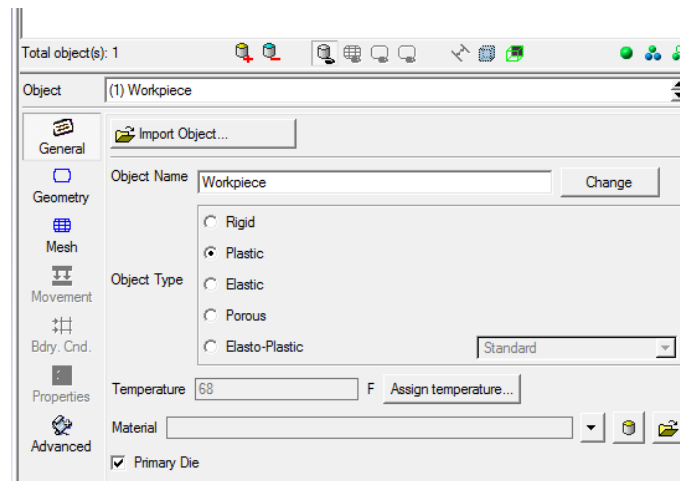 Total object(s): 1
Object (1) Workpiece
General
Import Object...
Geometry
Object Name Workpiece Change
Mesh
Rigid
Plastic
Movement
Object Type Elastic
Porous
Bdry. Cnd.
Elasto-Plastic Standard
Properties
Temperature 68 F Assign temperature...
Advanced
Material
Primary Die